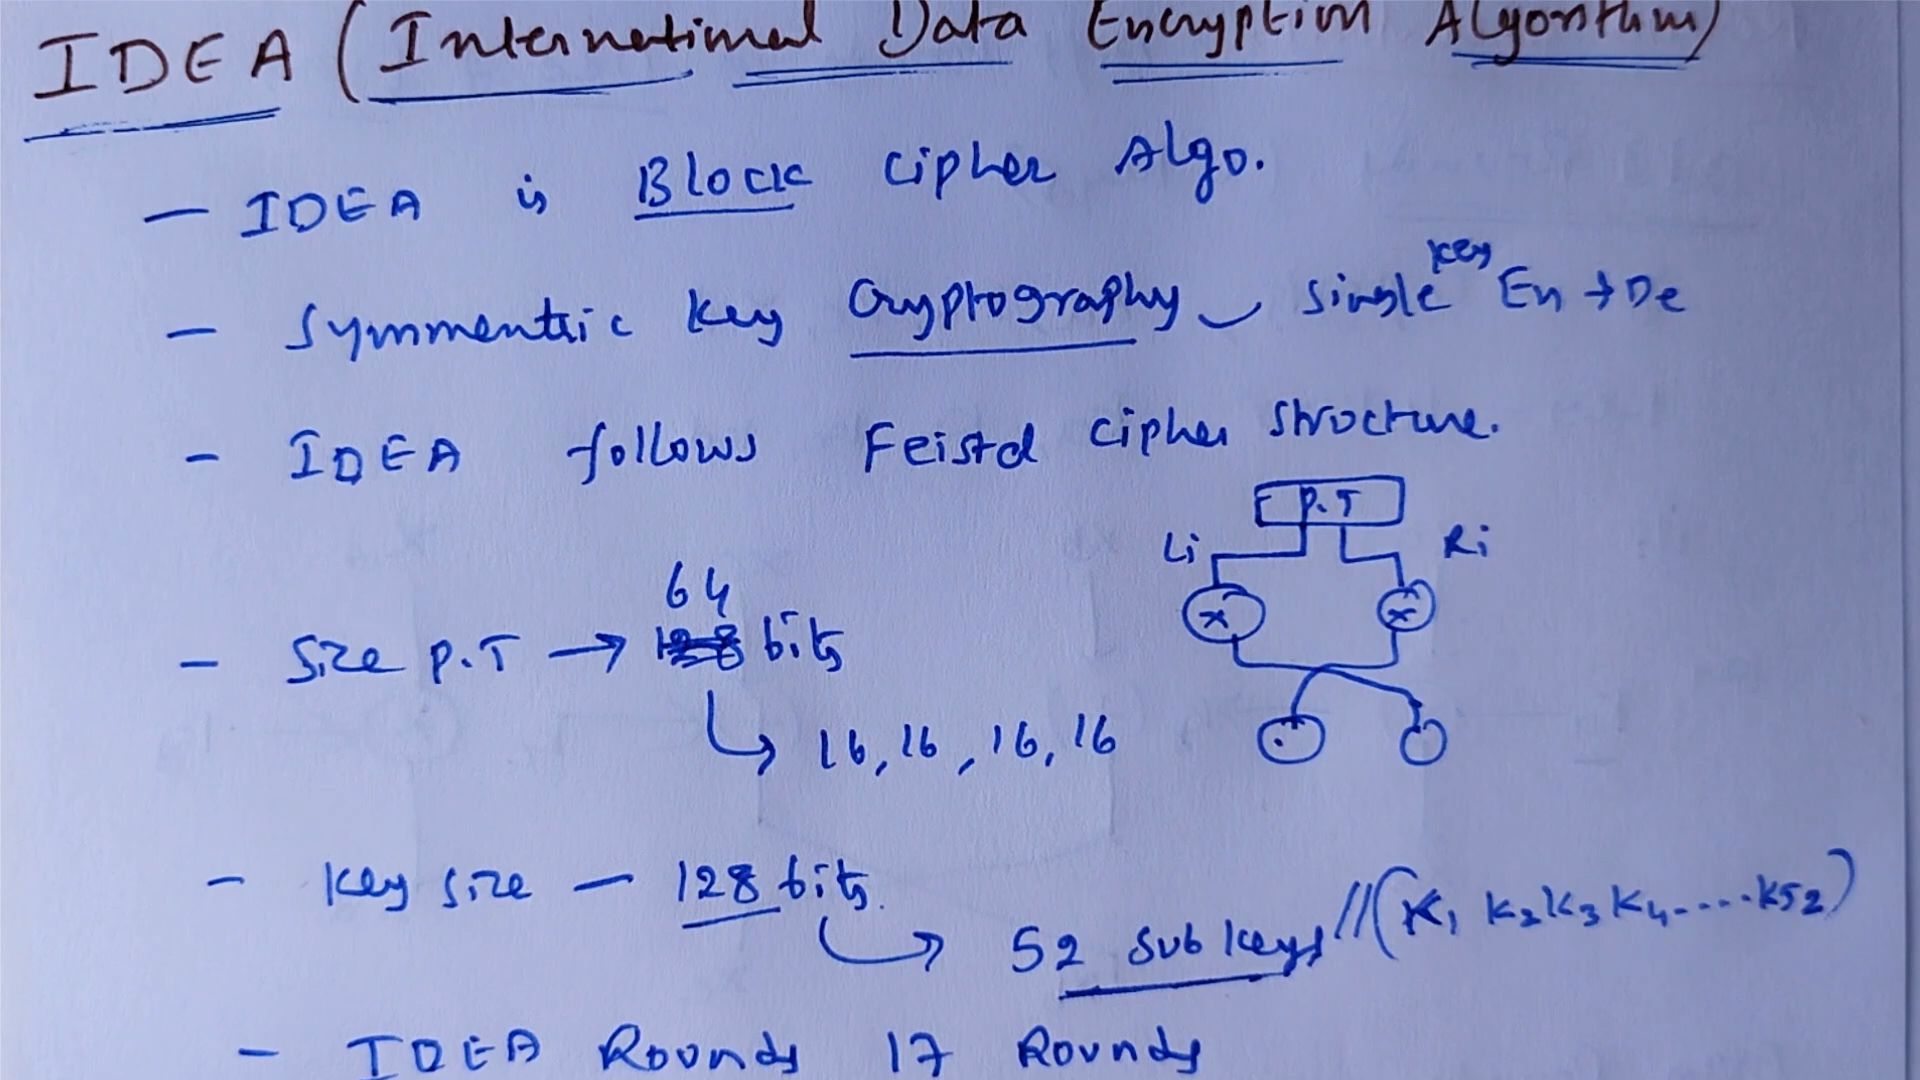 IDEA (International Data Encryption Algorithm)
- IDEA is Block cipher Algo.
- Symmentric Key Cryptography - single key En → De
- IDEA follows Feistel cipher structure.
P.T
Li Ri
- Size P.T → 64 bits
↳ 16, 16, 16, 16
- Key size - 128 bits.
↳ 52 sub keys // (K1 K2 K3 K4.....K52)
- IDEA Rounds 17 Rounds